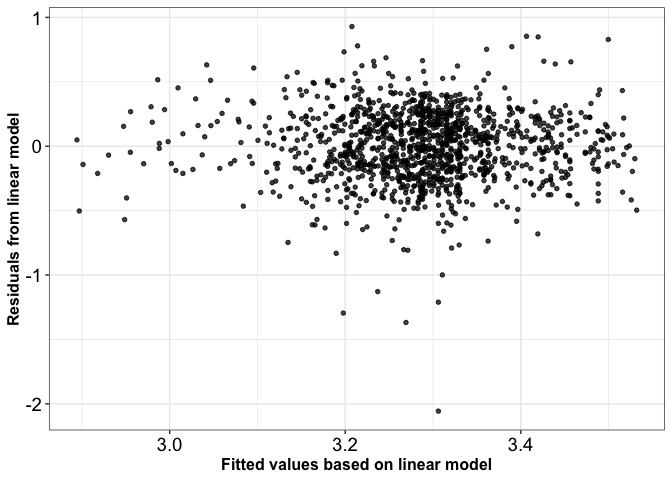 1
0
-1
-2
Residuals from linear model
3.0 3.2 3.4
Fitted values based on linear model